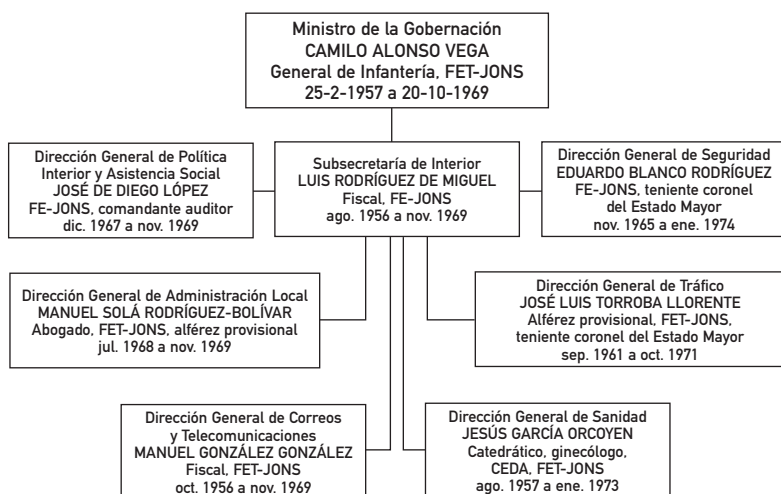 Ministro de la Gobernación
CAMILO ALONSO VEGA
General de Infantería, FET-JONS
25-2-1957 a 20-10-1969
Dirección General de Política
Interior y Asistencia Social
JOSÉ DE DIEGO LÓPEZ
FE-JONS, comandante auditor
dic. 1967 a nov. 1969
Subsecretaría de Interior
LUIS RODRÍGUEZ DE MIGUEL
Fiscal, FE-JONS
ago. 1956 a nov. 1969
Dirección General de Seguridad
EDUARDO BLANCO RODRÍGUEZ
FE-JONS, teniente coronel
del Estado Mayor
nov. 1965 a ene. 1974
Dirección General de Administración Local
MANUEL SOLÁ RODRÍGUEZ-BOLÍVAR
Abogado, FET-JONS, alférez provisional
jul. 1968 a nov. 1969
Dirección General de Tráfico
JOSÉ LUIS TORROBA LLORENTE
Alférez provisional, FET-JONS,
teniente coronel del Estado Mayor
sep. 1961 a oct. 1971
Dirección General de Correos
y Telecomunicaciones
MANUEL GONZÁLEZ GONZÁLEZ
Fiscal, FET-JONS
oct. 1956 a nov. 1969
Dirección General de Sanidad
JESÚS GARCÍA ORCOYEN
Catedrático, ginecólogo,
CEDA, FET-JONS
ago. 1957 a ene. 1973